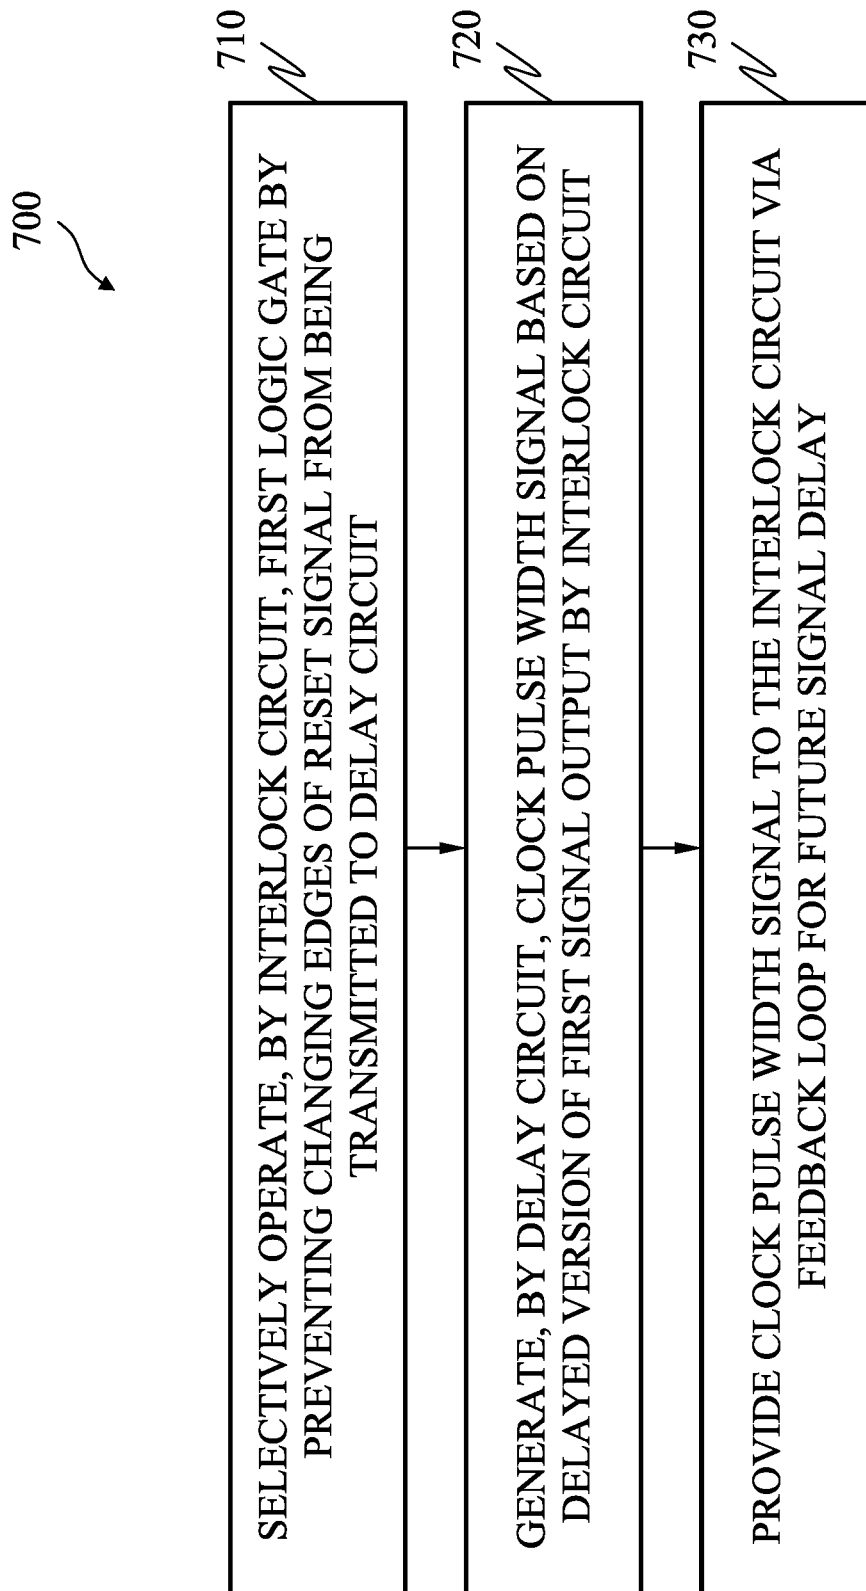 700
710
SELECTIVELY OPERATE, BY INTERLOCK CIRCUIT, FIRST LOGIC GATE BY
PREVENTING CHANGING EDGES OF RESET SIGNAL FROM BEING
TRANSMITTED TO DELAY CIRCUIT
720
GENERATE, BY DELAY CIRCUIT, CLOCK PULSE WIDTH SIGNAL BASED ON
DELAYED VERSION OF FIRST SIGNAL OUTPUT BY INTERLOCK CIRCUIT
730
PROVIDE CLOCK PULSE WIDTH SIGNAL TO THE INTERLOCK CIRCUIT VIA
FEEDBACK LOOP FOR FUTURE SIGNAL DELAY